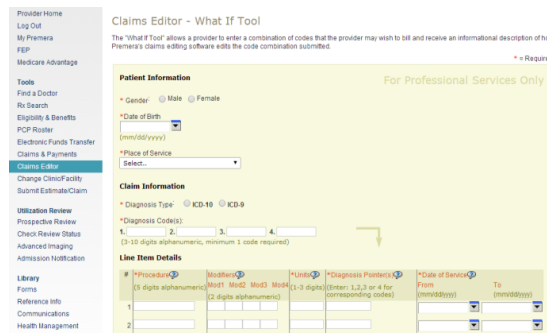 Provider Home
Log Out
My Premera
FEP
Medicare Advantage
Tools
Find a Doctor
Rx Search
Eligibility & Benefits
PCP Roster
Electronic Funds Transfer
Claims & Payments
Claims Editor
Change Clinic/Facility
Submit Estimate/Claim
Utilization Review
Prospective Review
Check Review Status
Advanced Imaging
Admission Notification
Library
Forms
Reference Info
Communications
Health Management
Claims Editor - What If Tool
The "What If Tool" allows a provider to enter a combination of codes that the provider may wish to bill and receive an informational description of h
Premera's claims editing software edits the code combination submitted.
* = Require
Patient Information
For Professional Services Only
* Gender: Male Female
*Date of Birth
(mm/dd/yyyy)
*Place of Service
Select..
Claim Information
* Diagnosis Type: ICD-10 ICD-9
*Diagnosis Code(s):
1. 2. 3. 4.
(3-10 digits alphanumeric, minimum 1 code required)
Line Item Details
# *Procedure Modifiers *Units *Diagnosis Pointer(s) *Date of Service
(5 digits alphanumeric) Mod1 Mod2 Mod3 Mod4 (1-3 digits) (Enter: 1,2,3 or 4 for corresponding codes) From To
(2 digits alphanumeric) (mm/dd/yyyy) (mm/dd/yyyy)
1
2